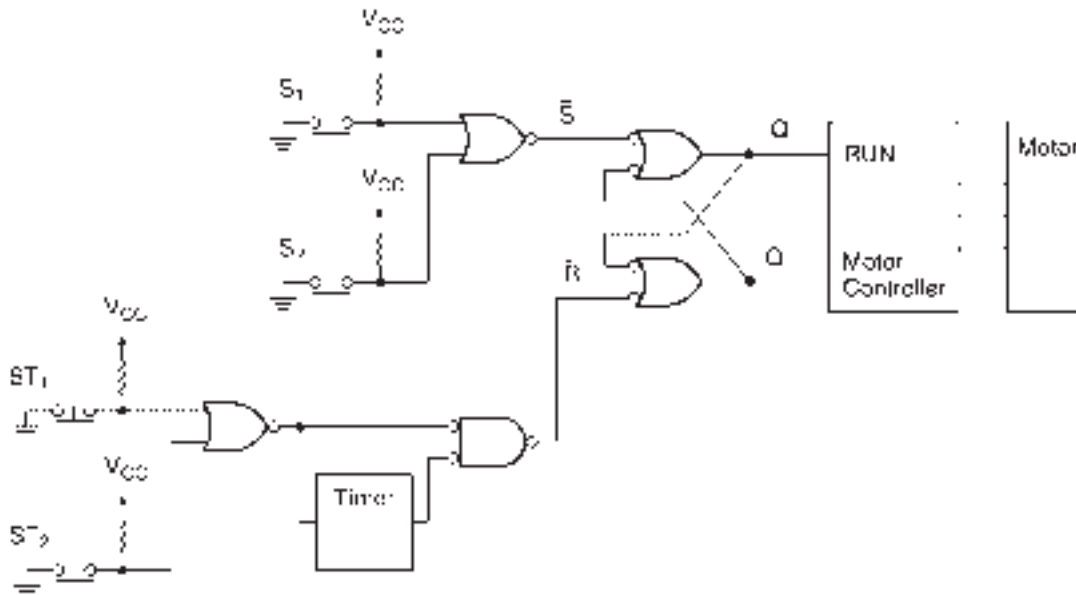 VCC
S1
S̄
Q
RUN
Motor
VCC
S2
R̄
Q
Motor
Controller
VCC
ST1
VCC
Timer
ST2